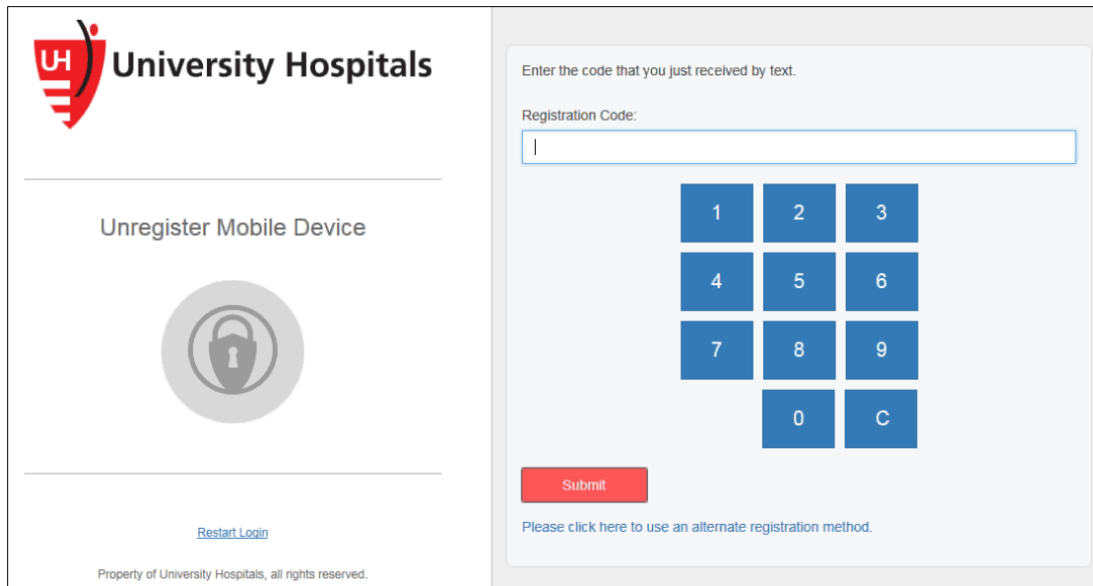 UH University Hospitals
Unregister Mobile Device
Restart Login
Property of University Hospitals, all rights reserved.
Enter the code that you just received by text.
Registration Code:
1 2 3
4 5 6
7 8 9
0 C
Submit
Please click here to use an alternate registration method.